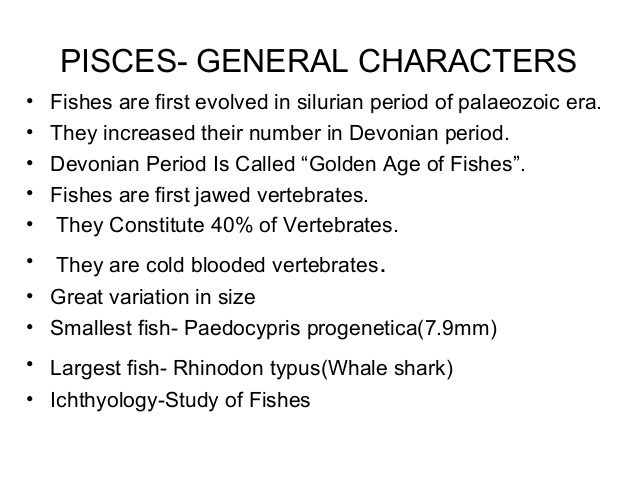 PISCES- GENERAL CHARACTERS
• Fishes are first evolved in silurian period of palaeozoic era.
• They increased their number in Devonian period.
• Devonian Period Is Called “Golden Age of Fishes”.
• Fishes are first jawed vertebrates.
• They Constitute 40% of Vertebrates.
• They are cold blooded vertebrates.
• Great variation in size
• Smallest fish- Paedocypris progenetica(7.9mm)
• Largest fish- Rhinodon typus(Whale shark)
• Ichthyology-Study of Fishes